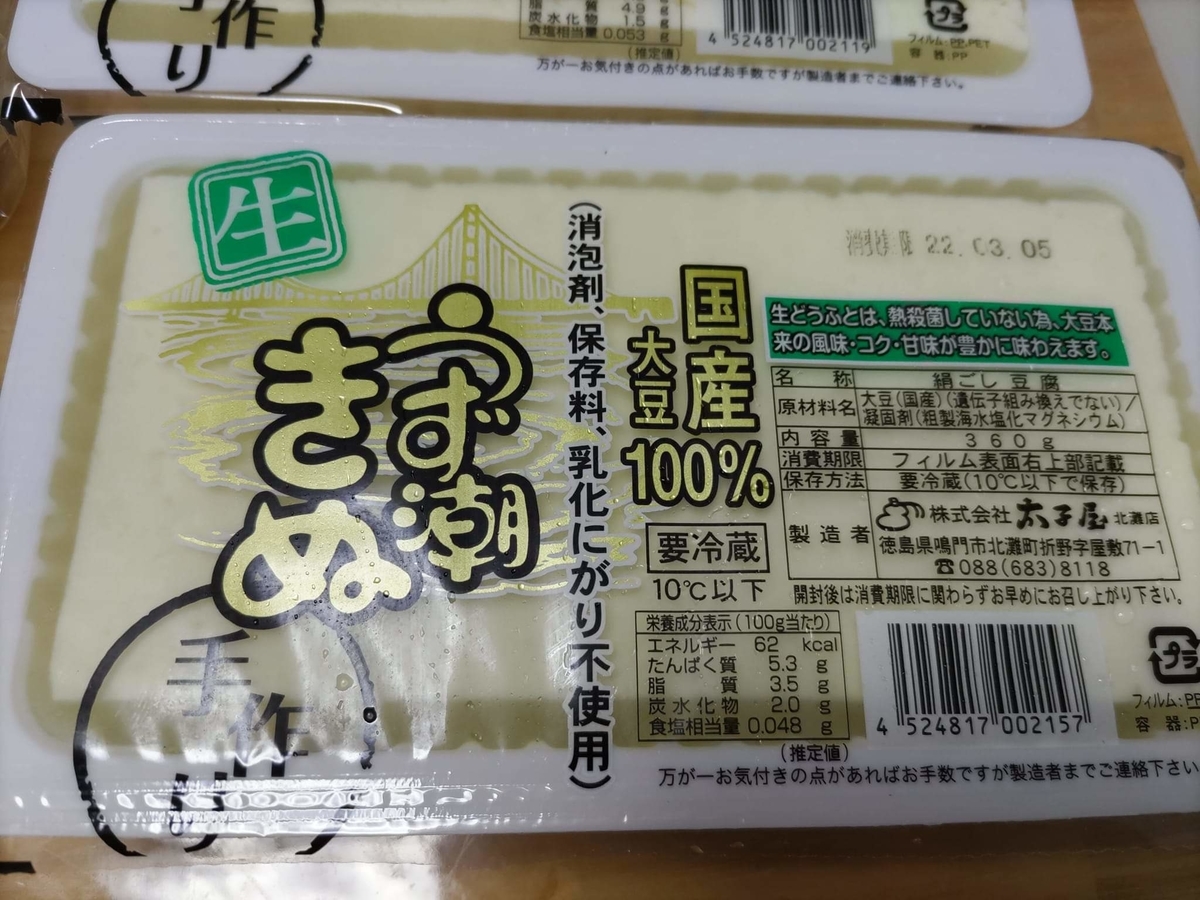 手作り
脂 質 4.9 g
炭水化物 1.5 g
食塩相当量 0.053 g
(推定値)
4 524817 002119
プラ
フィルム:PP,PET
容 器:PP
万が一お気付きの点があればお手数ですが製造者までご連絡下さい。
生
うず潮
きぬ
手作り
(消泡剤、保存料、乳化にがり不使用)
国産
大豆
100%
要冷蔵
10℃以下
消費期限 22.03.05
生どうふとは、熱殺菌していない為、大豆本
来の風味・コク・甘味が豊かに味わえます。
名 称 絹ごし豆腐
原材料名 大豆(国産)(遺伝子組み換えでない)/
凝固剤(粗製海水塩化マグネシウム)
内容量 360g
消費期限 フィルム表面右上部記載
保存方法 要冷蔵(10℃以下で保存)
製造者 株式会社 太子屋 北灘店
徳島県鳴門市北灘町折野字屋敷71-1
☎088(683)8118
開封後は消費期限に関わらずお早めにお召し上がり下さい。
栄養成分表示(100g当たり)
エネルギー 62 kcal
たんぱく質 5.3 g
脂 質 3.5 g
炭水化物 2.0 g
食塩相当量 0.048 g
(推定値)
4 524817 002157
プラ
フィルム:PP
容 器:P
万が一お気付きの点があればお手数ですが製造者までご連絡下さい